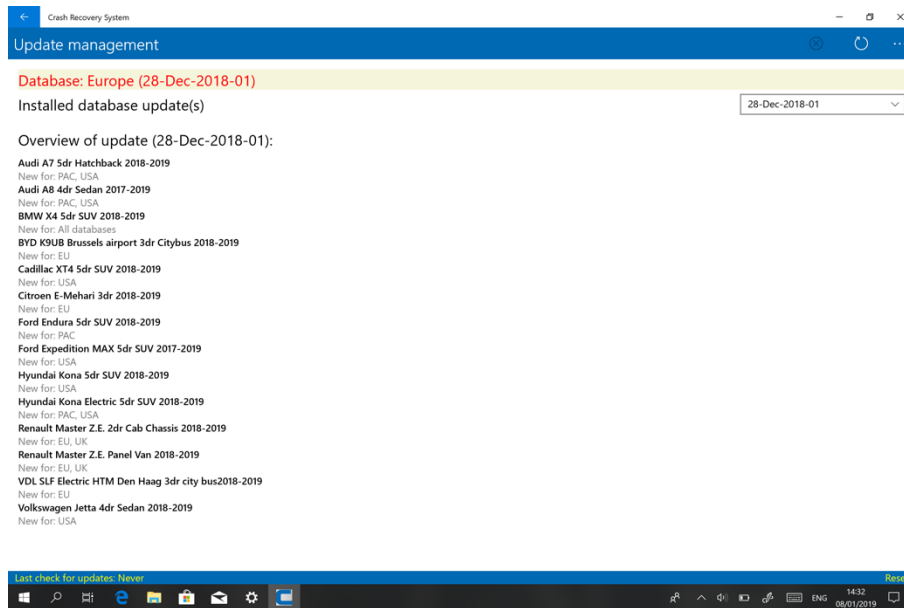 Crash Recovery System
Update management
Database: Europe (28-Dec-2018-01)
Installed database update(s)
28-Dec-2018-01
Overview of update (28-Dec-2018-01):
Audi A7 5dr Hatchback 2018-2019
New for: PAC, USA
Audi A8 4dr Sedan 2017-2019
New for: PAC, USA
BMW X4 5dr SUV 2018-2019
New for: All databases
BYD K9UB Brussels airport 3dr Citybus 2018-2019
New for: EU
Cadillac XT4 5dr SUV 2018-2019
New for: USA
Citroen E-Mehari 3dr 2018-2019
New for: EU
Ford Endura 5dr SUV 2018-2019
New for: PAC
Ford Expedition MAX 5dr SUV 2017-2019
New for: USA
Hyundai Kona 5dr SUV 2018-2019
New for: USA
Hyundai Kona Electric 5dr SUV 2018-2019
New for: PAC, USA
Renault Master Z.E. 2dr Cab Chassis 2018-2019
New for: EU, UK
Renault Master Z.E. Panel Van 2018-2019
New for: EU, UK
VDL SLF Electric HTM Den Haag 3dr city bus2018-2019
New for: EU
Volkswagen Jetta 4dr Sedan 2018-2019
New for: USA
Last check for updates: Never
Rese
ENG
14:32
08/01/2019